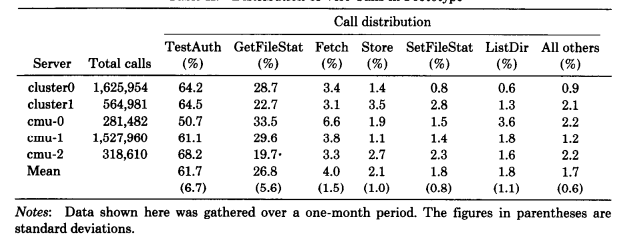 Call distribution
TestAuth GetFileStat Fetch Store SetFileStat ListDir All others
Server Total calls (%) (%) (%) (%) (%) (%) (%)
cluster0 1,625,954 64.2 28.7 3.4 1.4 0.8 0.6 0.9
cluster1 564,981 64.5 22.7 3.1 3.5 2.8 1.3 2.1
cmu-0 281,482 50.7 33.5 6.6 1.9 1.5 3.6 2.2
cmu-1 1,527,960 61.1 29.6 3.8 1.1 1.4 1.8 1.2
cmu-2 318,610 68.2 19.7 3.3 2.7 2.3 1.6 2.2
Mean 61.7 26.8 4.0 2.1 1.8 1.8 1.7
(6.7) (5.6) (1.5) (1.0) (0.8) (1.1) (0.6)
Notes: Data shown here was gathered over a one-month period. The figures in parentheses are
standard deviations.